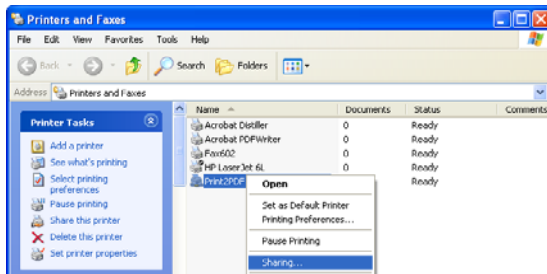 Printers and Faxes
File Edit View Favorites Tools Help
Back Search Folders
Address Printers and Faxes
Name Documents Status Comments
Printer Tasks
Add a printer
See what's printing
Select printing
preferences
Pause printing
Share this printer
Delete this printer
Set printer properties
Acrobat Distiller 0 Ready
Acrobat PDFWriter 0 Ready
Fax602 0 Ready
HP LaserJet 6L 0 Ready
Print2PDF Ready
Open
Set as Default Printer
Printing Preferences...
Pause Printing
Sharing...